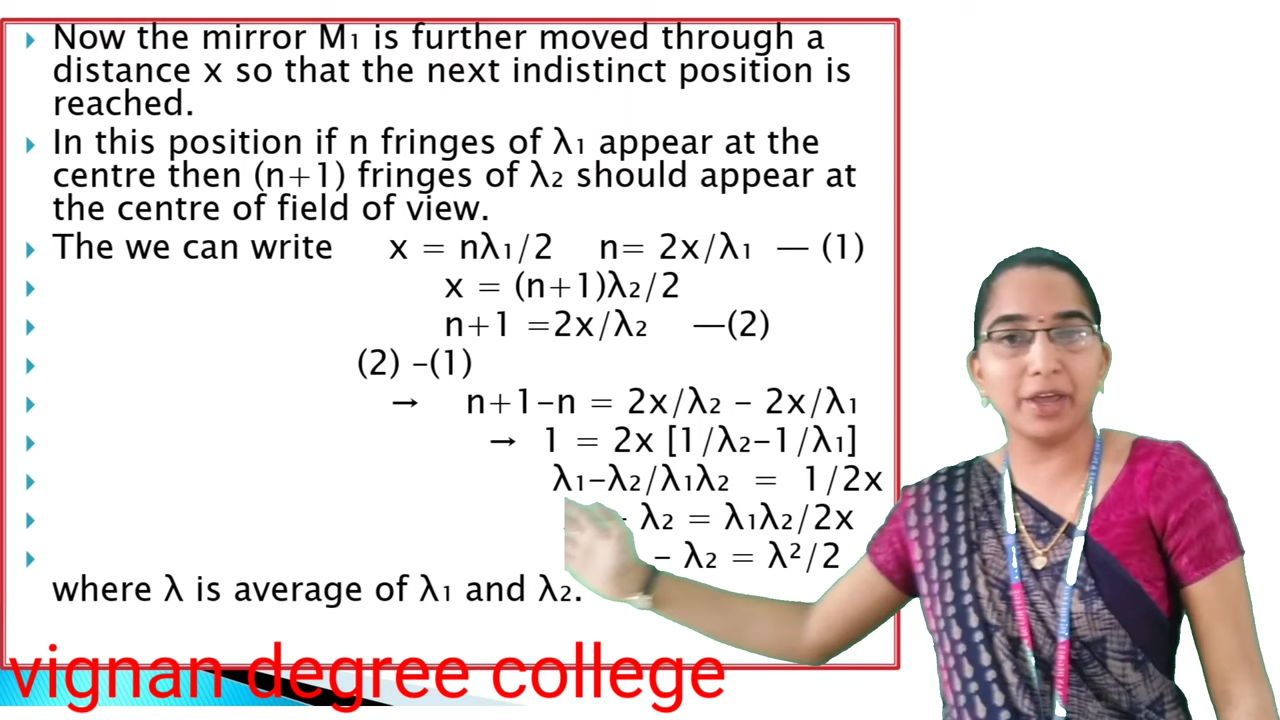 Now the mirror M₁ is further moved through a
distance x so that the next indistinct position is
reached.
In this position if n fringes of λ₁ appear at the
centre then (n+1) fringes of λ₂ should appear at
the centre of field of view.
The we can write x = nλ₁/2 n= 2x/λ₁ — (1)
x = (n+1)λ₂/2
n+1 =2x/λ₂ —(2)
(2) –(1)
→ n+1–n = 2x/λ₂ – 2x/λ₁
→ 1 = 2x [1/λ₂–1/λ₁]
λ₁–λ₂/λ₁λ₂ = 1/2x
λ₂ = λ₁λ₂/2x
– λ₂ = λ²/2
where λ is average of λ₁ and λ₂.
vignan degree college